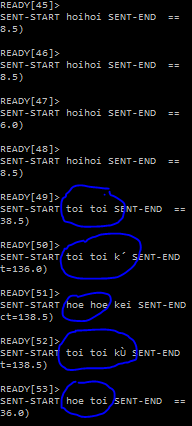 READY[45]>
SENT-START hoihoi SENT-END ==
8.5)
READY[46]>
SENT-START hoihoi SENT-END ==
8.5)
READY[47]>
SENT-START hoihoi SENT-END ==
6.0)
READY[48]>
SENT-START hoihoi SENT-END ==
8.5)
READY[49]>
SENT-START toi toi SENT-END ==
38.5)
READY[50]>
SENT-START toi toi k´ SENT-END
t=136.0)
READY[51]>
SENT-START hoe hoe kei SENT-END
ct=138.5)
READY[52]>
SENT-START toi toi kù SENT-END
t=138.5)
READY[53]>
SENT-START hoe toi SENT-END ==
36.0)